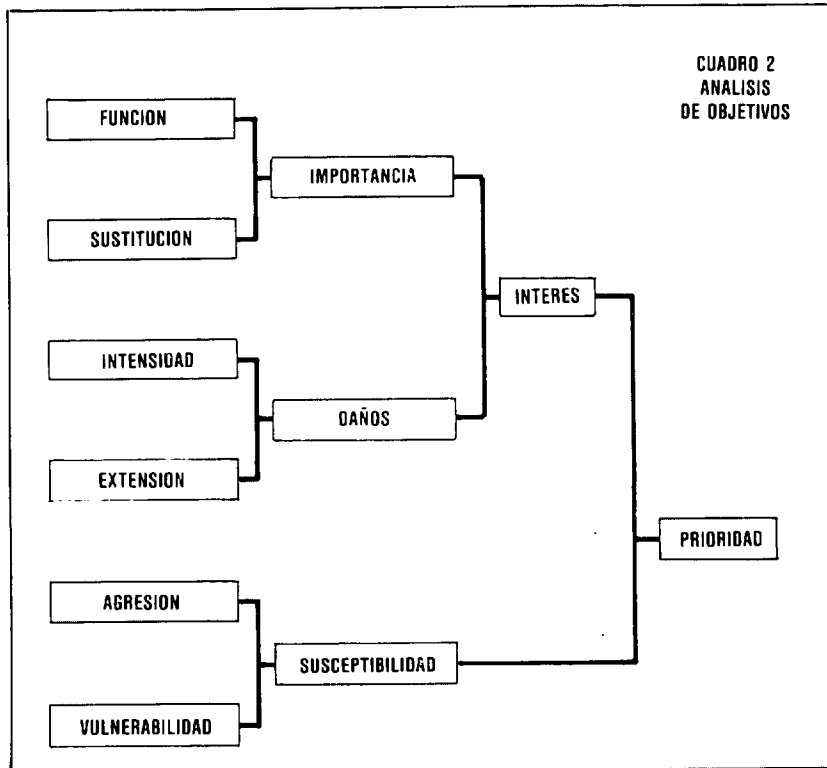 CUADRO 2
ANALISIS
DE OBJETIVOS
FUNCION
IMPORTANCIA
SUSTITUCION
INTERES
INTENSIDAD
DAÑOS
EXTENSION
PRIORIDAD
AGRESION
SUSCEPTIBILIDAD
VULNERABILIDAD